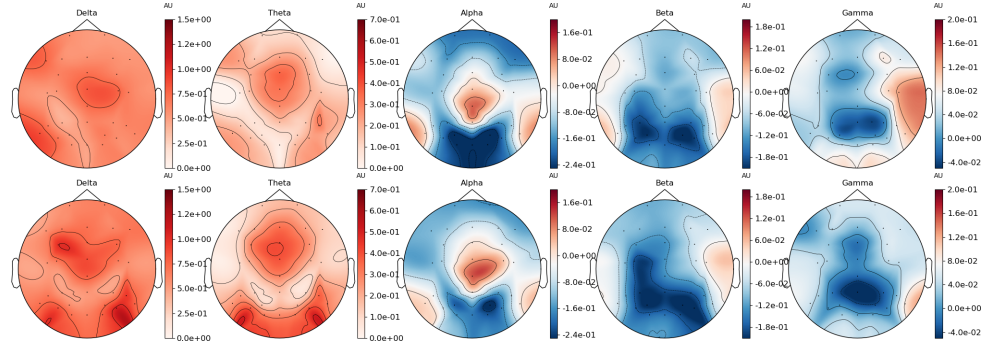 Delta
AU
1.5e+00
1.2e+00
1.0e+00
7.5e-01
5.0e-01
2.5e-01
0.0e+00
Theta
AU
7.0e-01
6.0e-01
5.0e-01
4.0e-01
3.0e-01
2.0e-01
1.0e-01
0.0e+00
Alpha
AU
1.6e-01
8.0e-02
0.0e+00
-8.0e-02
-1.6e-01
-2.4e-01
Beta
AU
1.8e-01
1.2e-01
6.0e-02
-0.0e+00
-6.0e-02
-1.2e-01
-1.8e-01
Gamma
AU
2.0e-01
1.6e-01
1.2e-01
8.0e-02
4.0e-02
0.0e+00
-4.0e-02
Delta
AU
1.5e+00
1.2e+00
1.0e+00
7.5e-01
5.0e-01
2.5e-01
0.0e+00
Theta
AU
7.0e-01
6.0e-01
5.0e-01
4.0e-01
3.0e-01
2.0e-01
1.0e-01
0.0e+00
Alpha
AU
1.6e-01
8.0e-02
0.0e+00
-8.0e-02
-1.6e-01
-2.4e-01
Beta
AU
1.8e-01
1.2e-01
6.0e-02
-0.0e+00
-6.0e-02
-1.2e-01
-1.8e-01
Gamma
AU
2.0e-01
1.6e-01
1.2e-01
8.0e-02
4.0e-02
-0.0e+00
-4.0e-02